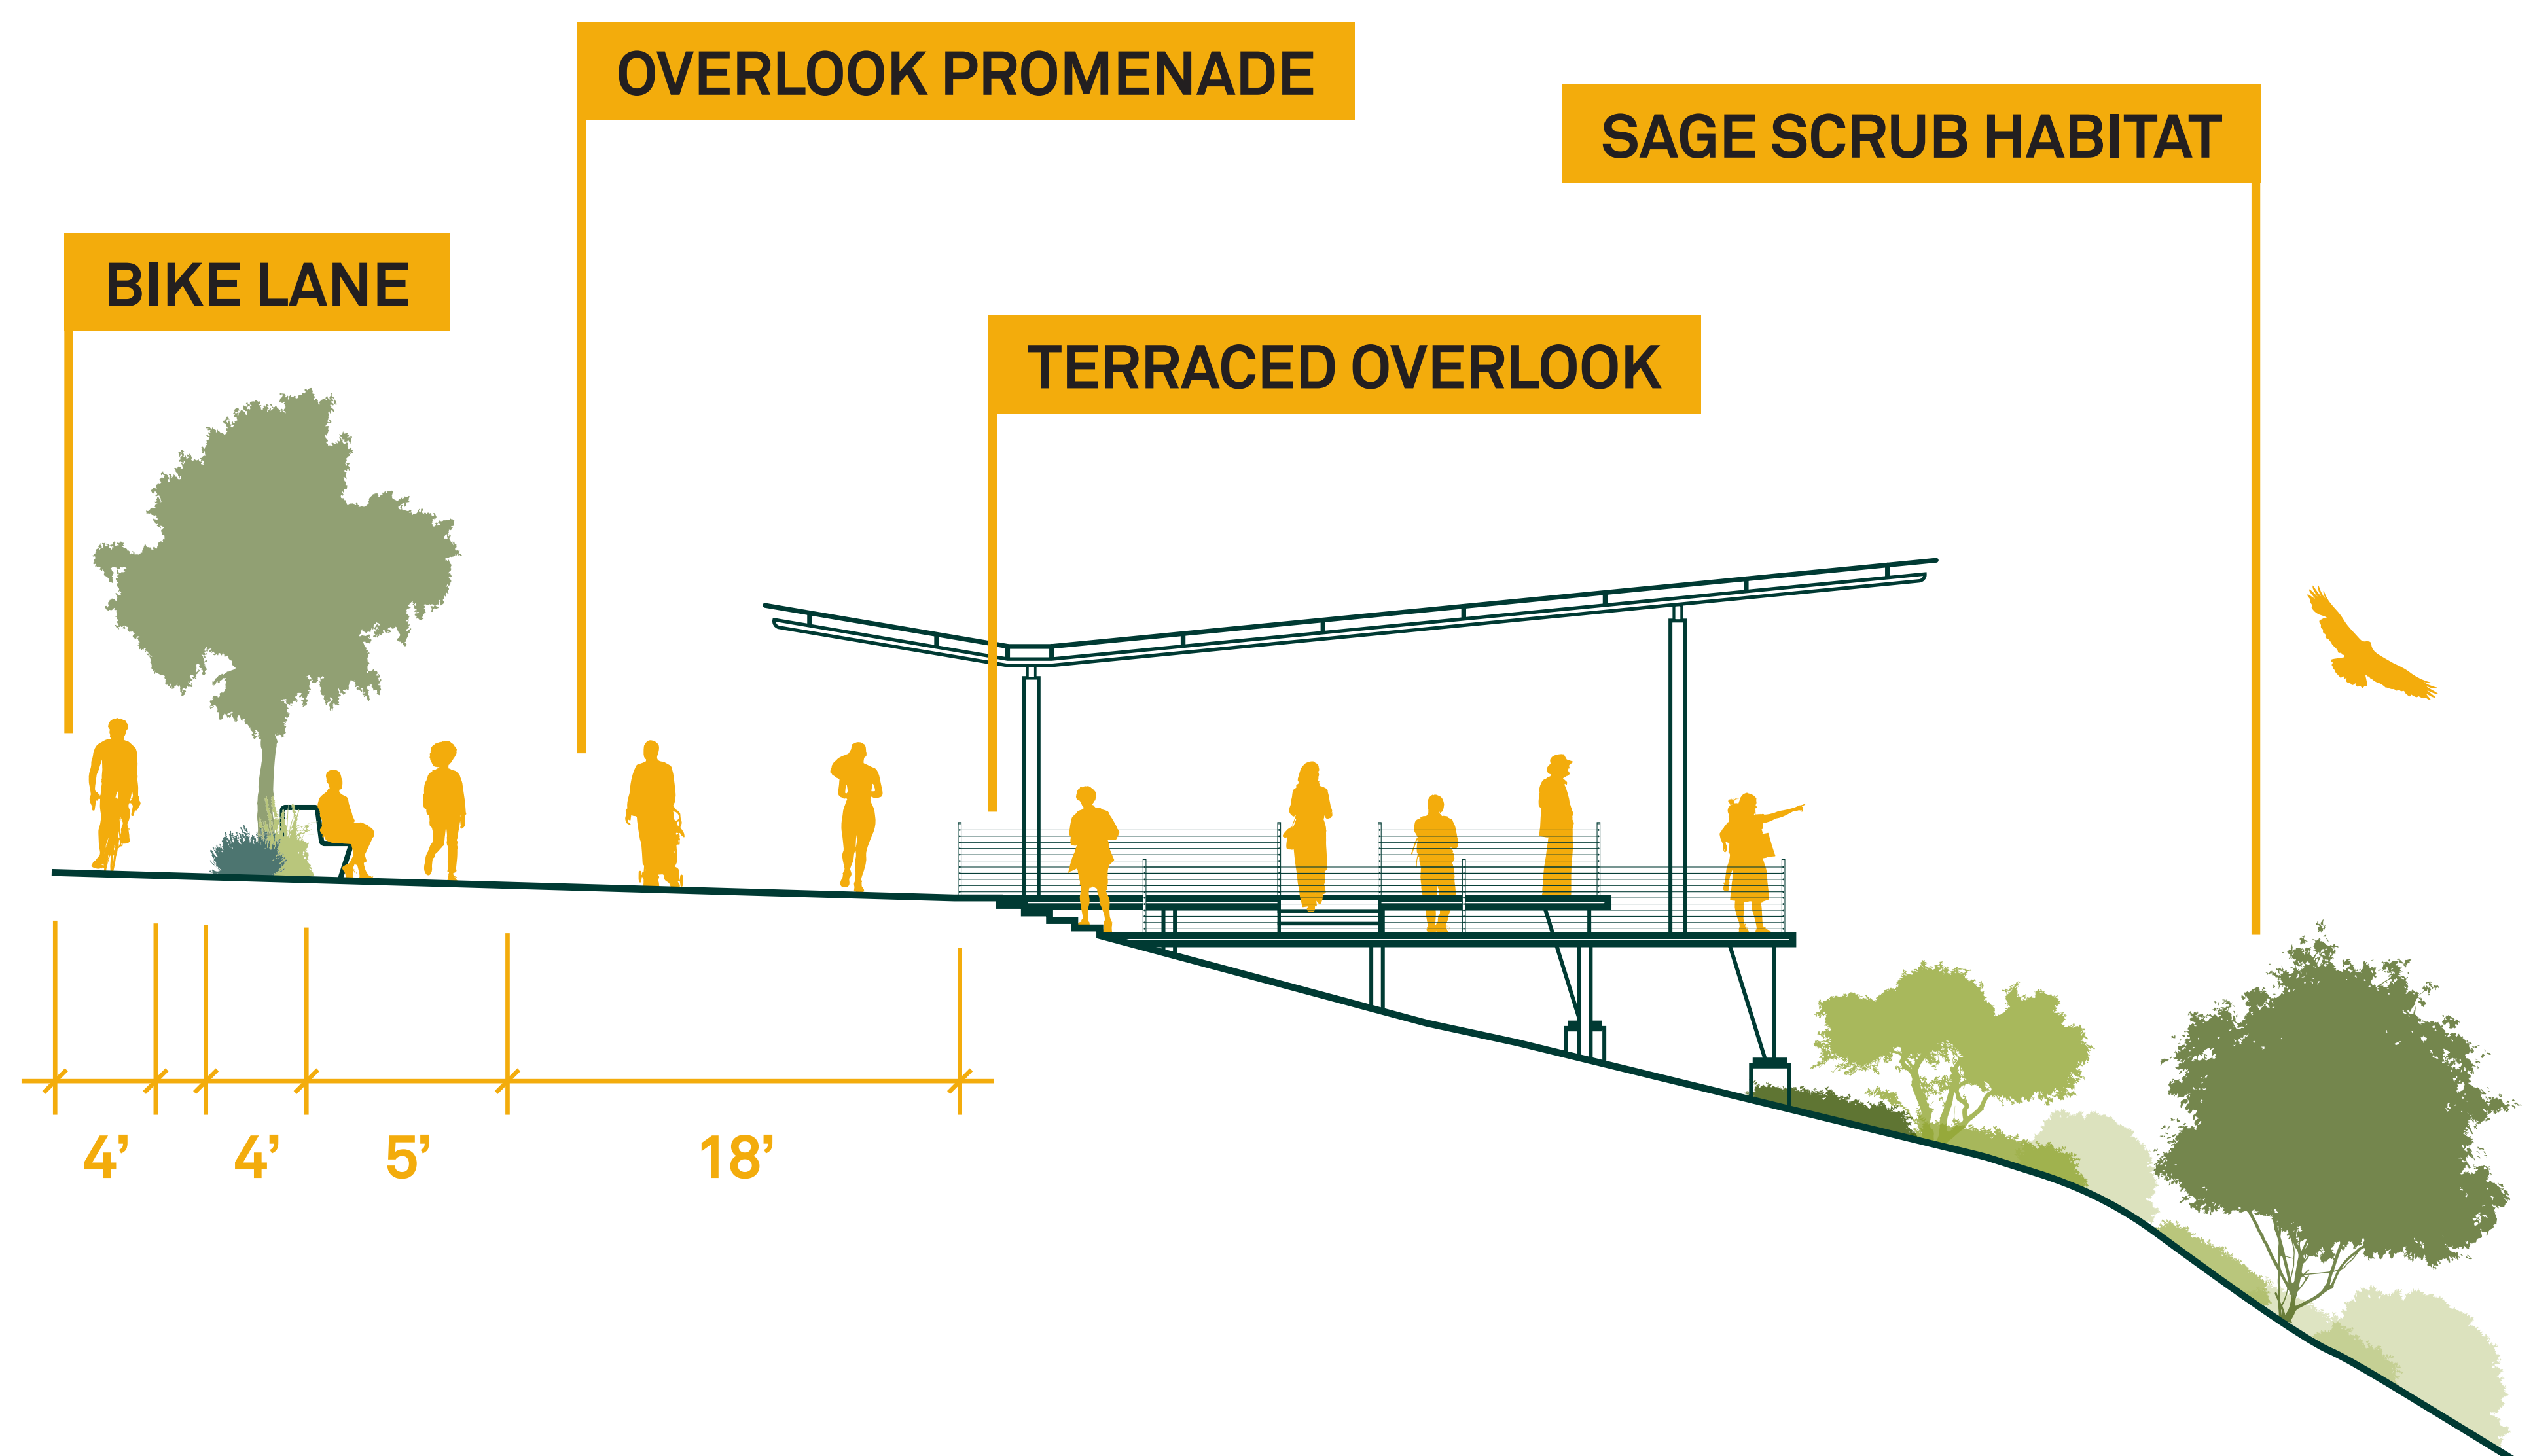 OVERLOOK PROMENADE
SAGE SCRUB HABITAT
BIKE LANE
TERRACED OVERLOOK
4’ 4’ 5’ 18’